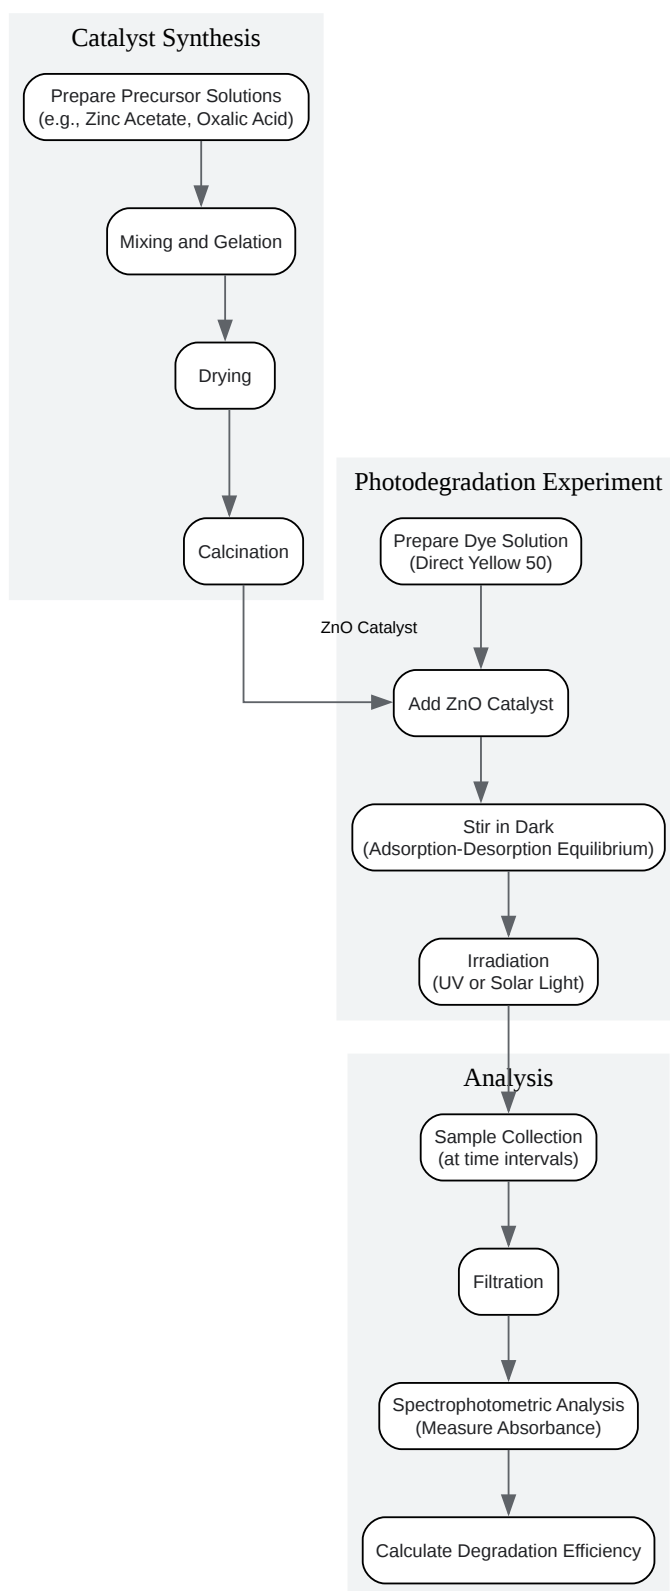 Catalyst Synthesis
Prepare Precursor Solutions
(e.g., Zinc Acetate, Oxalic Acid)
Mixing and Gelation
Drying
Calcination
ZnO Catalyst
Photodegradation Experiment
Prepare Dye Solution
(Direct Yellow 50)
Add ZnO Catalyst
Stir in Dark
(Adsorption-Desorption Equilibrium)
Irradiation
(UV or Solar Light)
Analysis
Sample Collection
(at time intervals)
Filtration
Spectrophotometric Analysis
(Measure Absorbance)
Calculate Degradation Efficiency